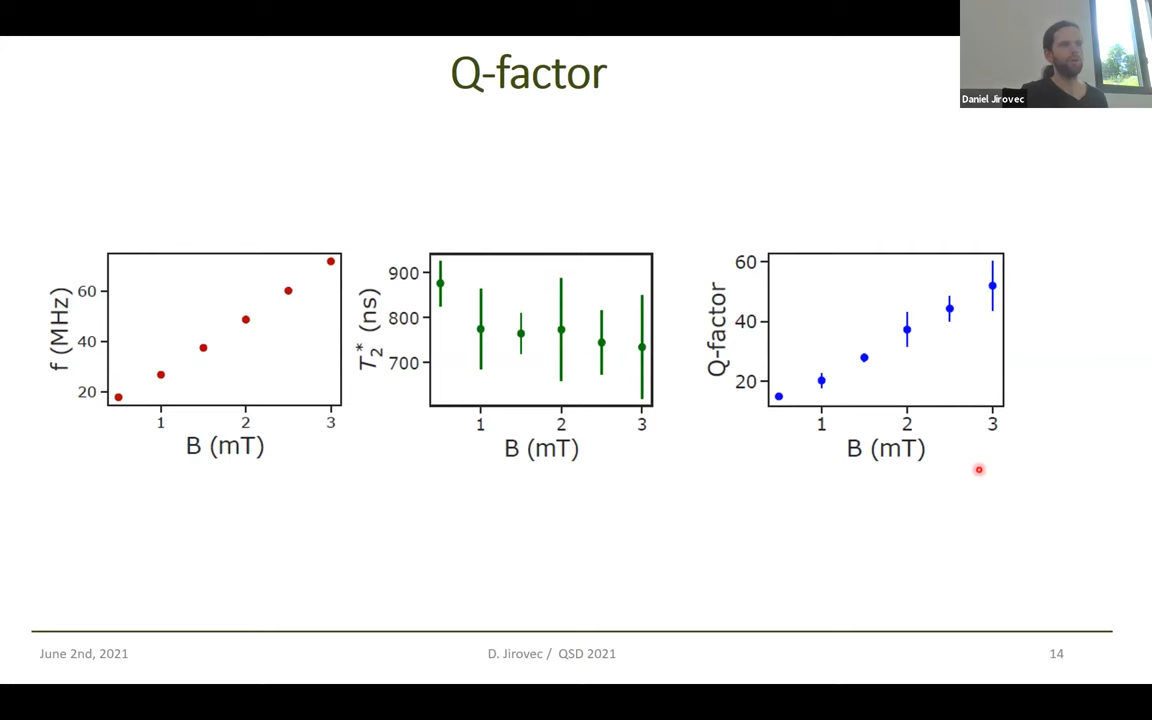 Q-factor
Daniel Jirovec
f (MHz)
60
40
20
1 2 3
B (mT)
T₂* (ns)
900
800
700
1 2 3
B (mT)
Q-factor
60
40
20
1 2 3
B (mT)
June 2nd, 2021
D. Jirovec / QSD 2021
14